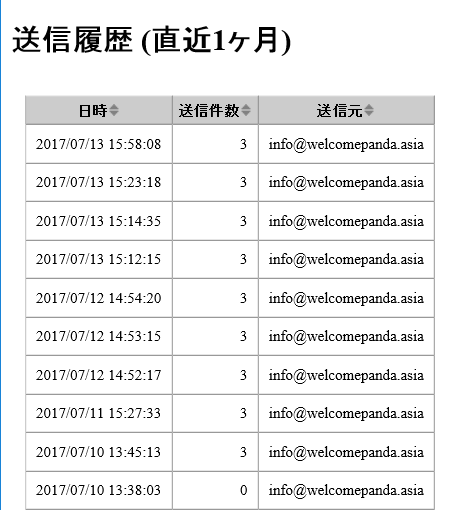 送信履歴 (直近1ヶ月)
日時 送信件数 送信元
2017/07/13 15:58:08 3 info@welcomepanda.asia
2017/07/13 15:23:18 3 info@welcomepanda.asia
2017/07/13 15:14:35 3 info@welcomepanda.asia
2017/07/13 15:12:15 3 info@welcomepanda.asia
2017/07/12 14:54:20 3 info@welcomepanda.asia
2017/07/12 14:53:15 3 info@welcomepanda.asia
2017/07/12 14:52:17 3 info@welcomepanda.asia
2017/07/11 15:27:33 3 info@welcomepanda.asia
2017/07/10 13:45:13 3 info@welcomepanda.asia
2017/07/10 13:38:03 0 info@welcomepanda.asia